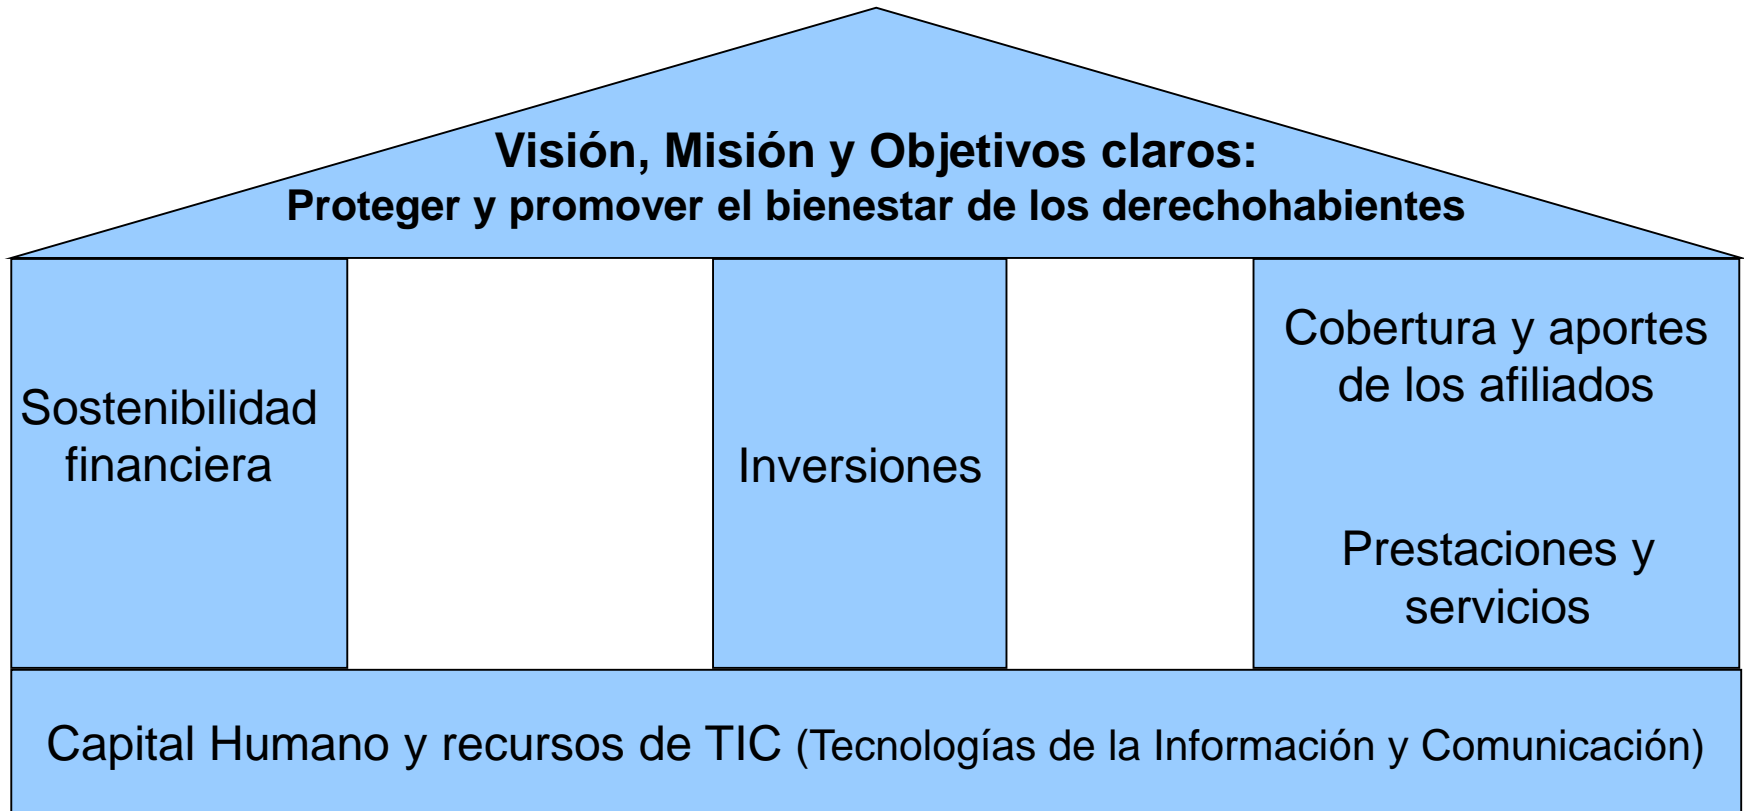 Visión, Misión y Objetivos claros:
Proteger y promover el bienestar de los derechohabientes
Sostenibilidad
financiera
Inversiones
Cobertura y aportes
de los afiliados
Prestaciones y
servicios
Capital Humano y recursos de TIC (Tecnologías de la Información y Comunicación)